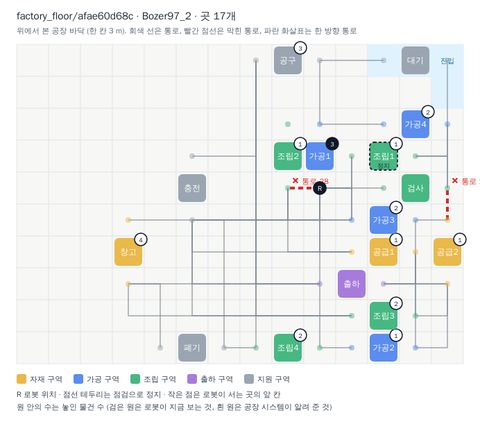 factory_floor/afae60d68c · Bozer97_2 · 곳 17개
위에서 본 공장 바닥 (한 칸 3 m). 회색 선은 통로, 빨간 점선은 막힌 통로, 파란 화살표는 한 방향 통로
공구 3
대기
가공4 2
조립2 1
가공1 3
조립1 1
정지
충전
✕ 통로 28
R
검사
✕ 통로
가공3 2
창고 4
공급1 1
공급2 1
출하
조립3 2
폐기
조립4 2
가공2 1
자재 구역
가공 구역
조립 구역
출하 구역
지원 구역
R 로봇 위치 · 점선 테두리는 점검으로 정지 · 작은 점은 로봇이 서는 곳의 앞 칸
원 안의 수는 놓인 물건 수 (검은 원은 로봇이 지금 보는 것, 흰 원은 공장 시스템이 알려 준 것)